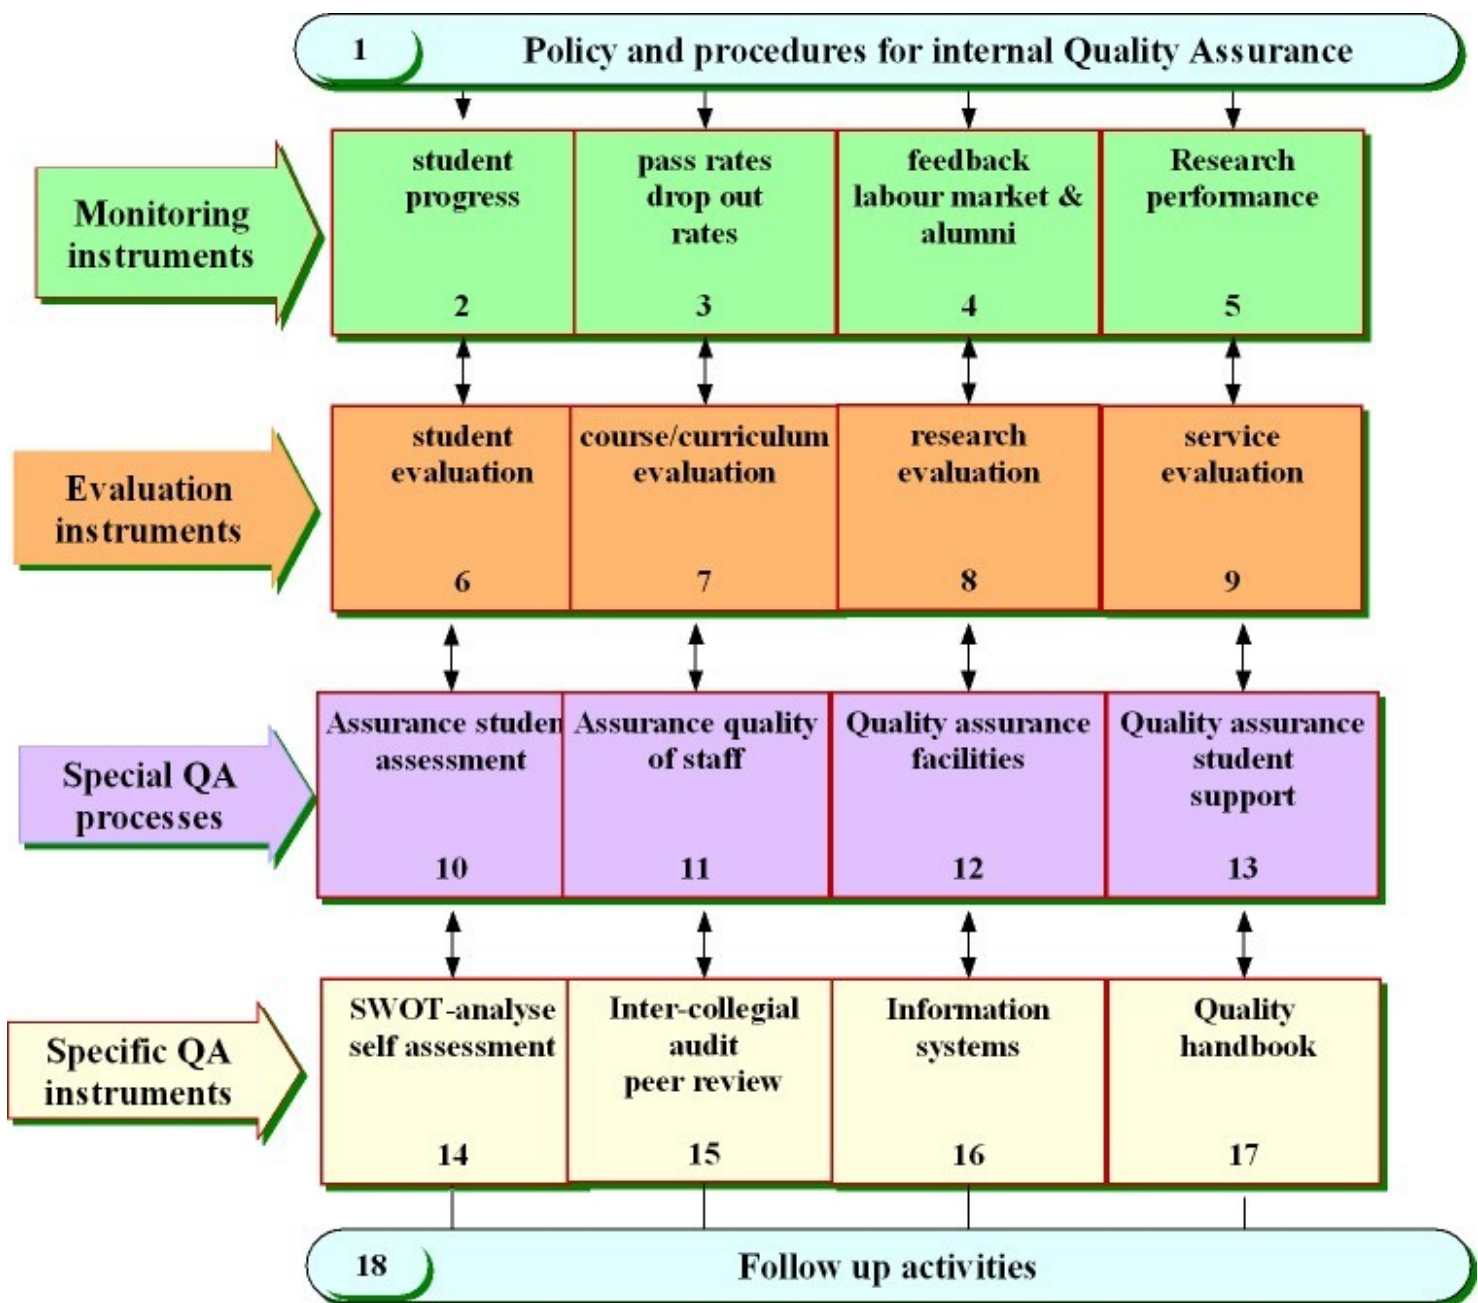 1 Policy and procedures for internal Quality Assurance
Monitoring
instruments
student
progress
2
pass rates
drop out
rates
3
feedback
labour market &
alumni
4
Research
performance
5
Evaluation
instruments
student
evaluation
6
course/curriculum
evaluation
7
research
evaluation
8
service
evaluation
9
Special QA
processes
Assurance studen
assessment
10
Assurance quality
of staff
11
Quality assurance
facilities
12
Quality assurance
student
support
13
Specific QA
instruments
SWOT-analyse
self assessment
14
Inter-collegial
audit
peer review
15
Information
systems
16
Quality
handbook
17
18 Follow up activities